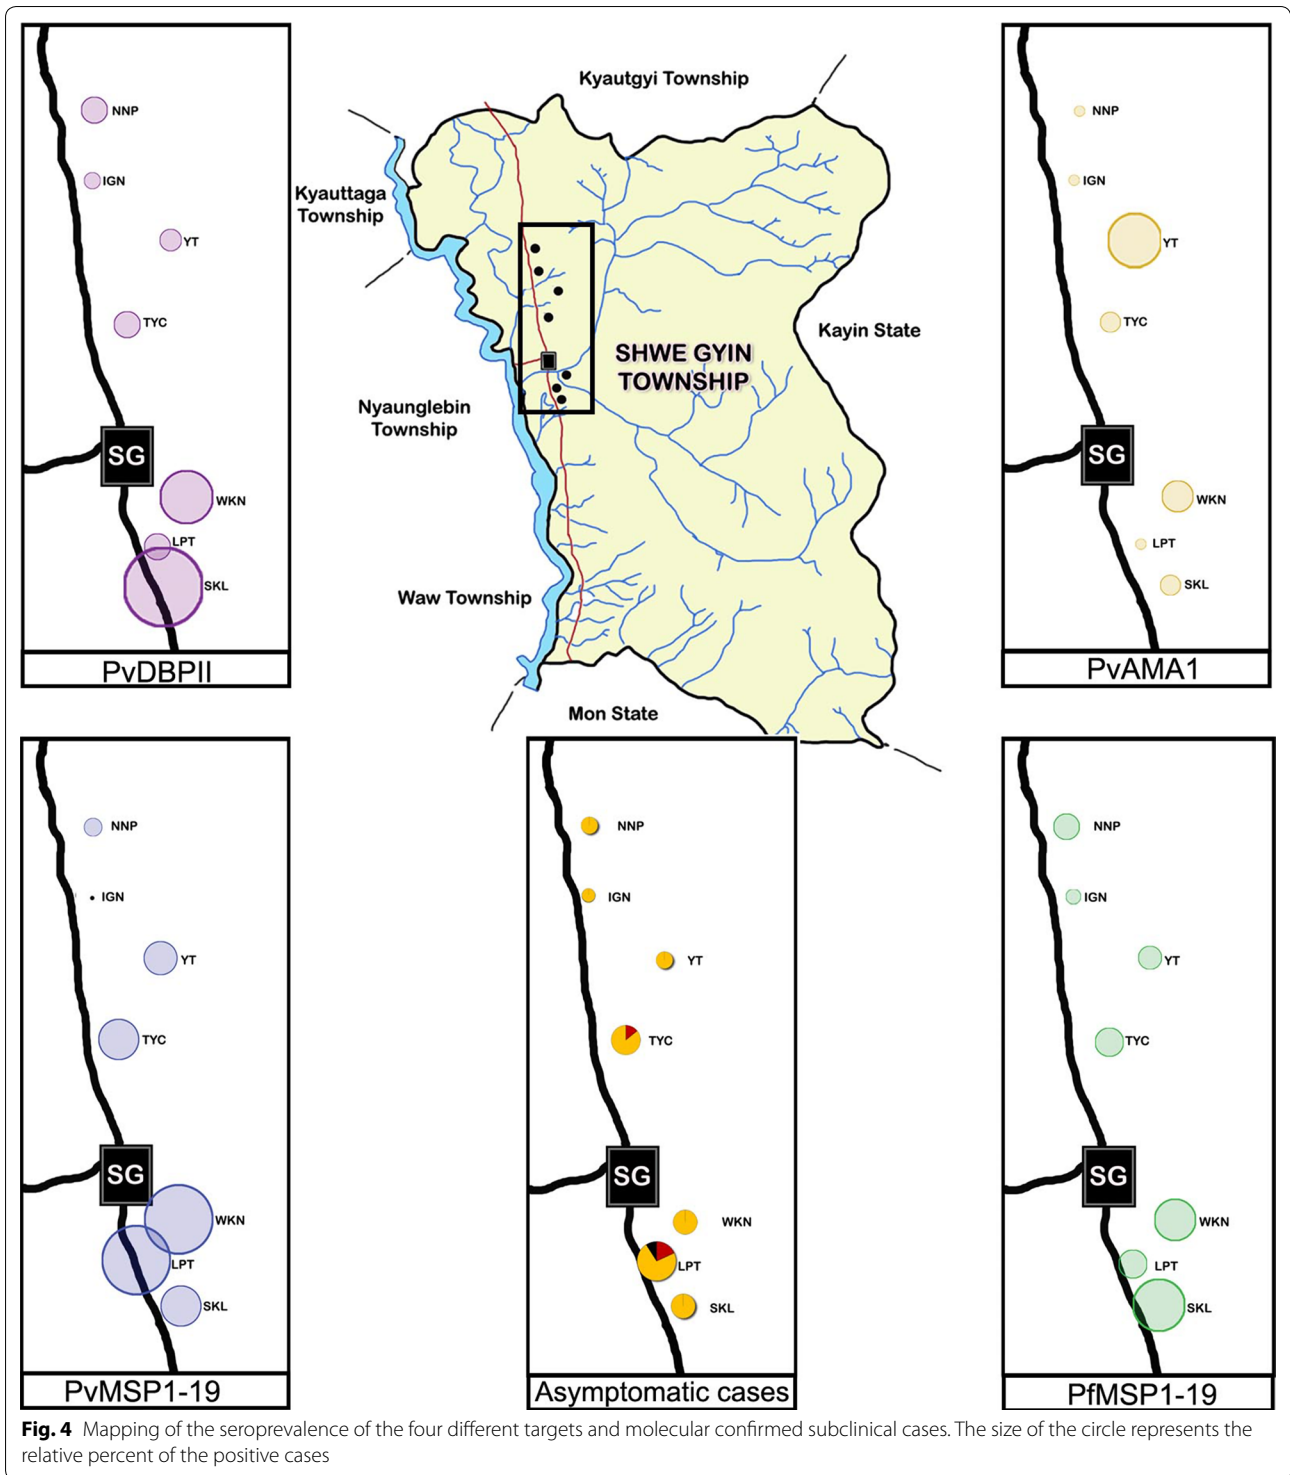 NNP
IGN
YT
TYC
SG
WKN
LPT
SKL
PvDBPII
Kyautgyi Township
Kyauttaga
Township
Kayin State
SHWE GYIN
TOWNSHIP
Nyaunglebin
Township
Waw Township
Mon State
NNP
IGN
YT
TYC
SG
WKN
LPT
SKL
PvAMA1
NNP
IGN
YT
TYC
SG
WKN
LPT
SKL
PvMSP1-19
NNP
IGN
YT
TYC
SG
WKN
LPT
SKL
Asymptomatic cases
NNP
IGN
YT
TYC
SG
WKN
LPT
SKL
PfMSP1-19
Fig. 4 Mapping of the seroprevalence of the four different targets and molecular confirmed subclinical cases. The size of the circle represents the
relative percent of the positive cases